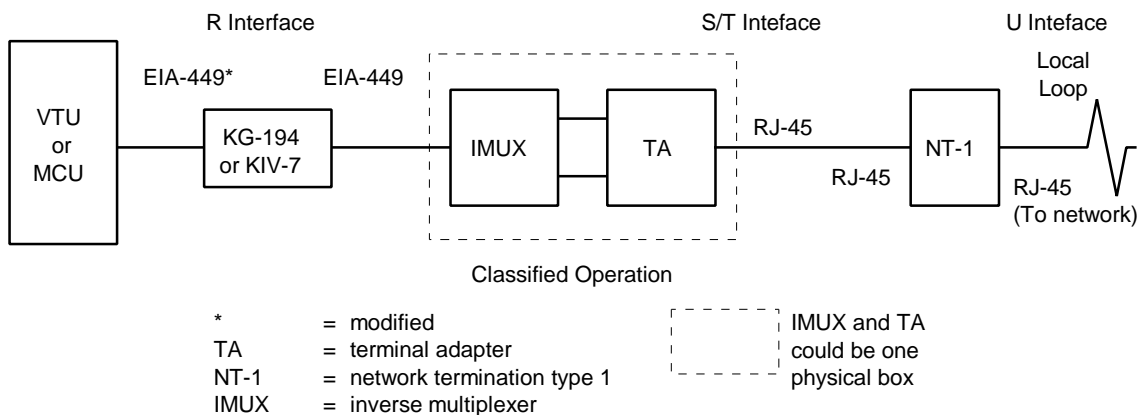 R Interface
S/T Inteface
U Inteface
EIA-449*
EIA-449
Local
Loop
VTU
or
MCU
KG-194
or KIV-7
IMUX
TA
RJ-45
RJ-45
NT-1
RJ-45
(To network)
Classified Operation
* = modified
TA = terminal adapter
NT-1 = network termination type 1
IMUX = inverse multiplexer
IMUX and TA
could be one
physical box